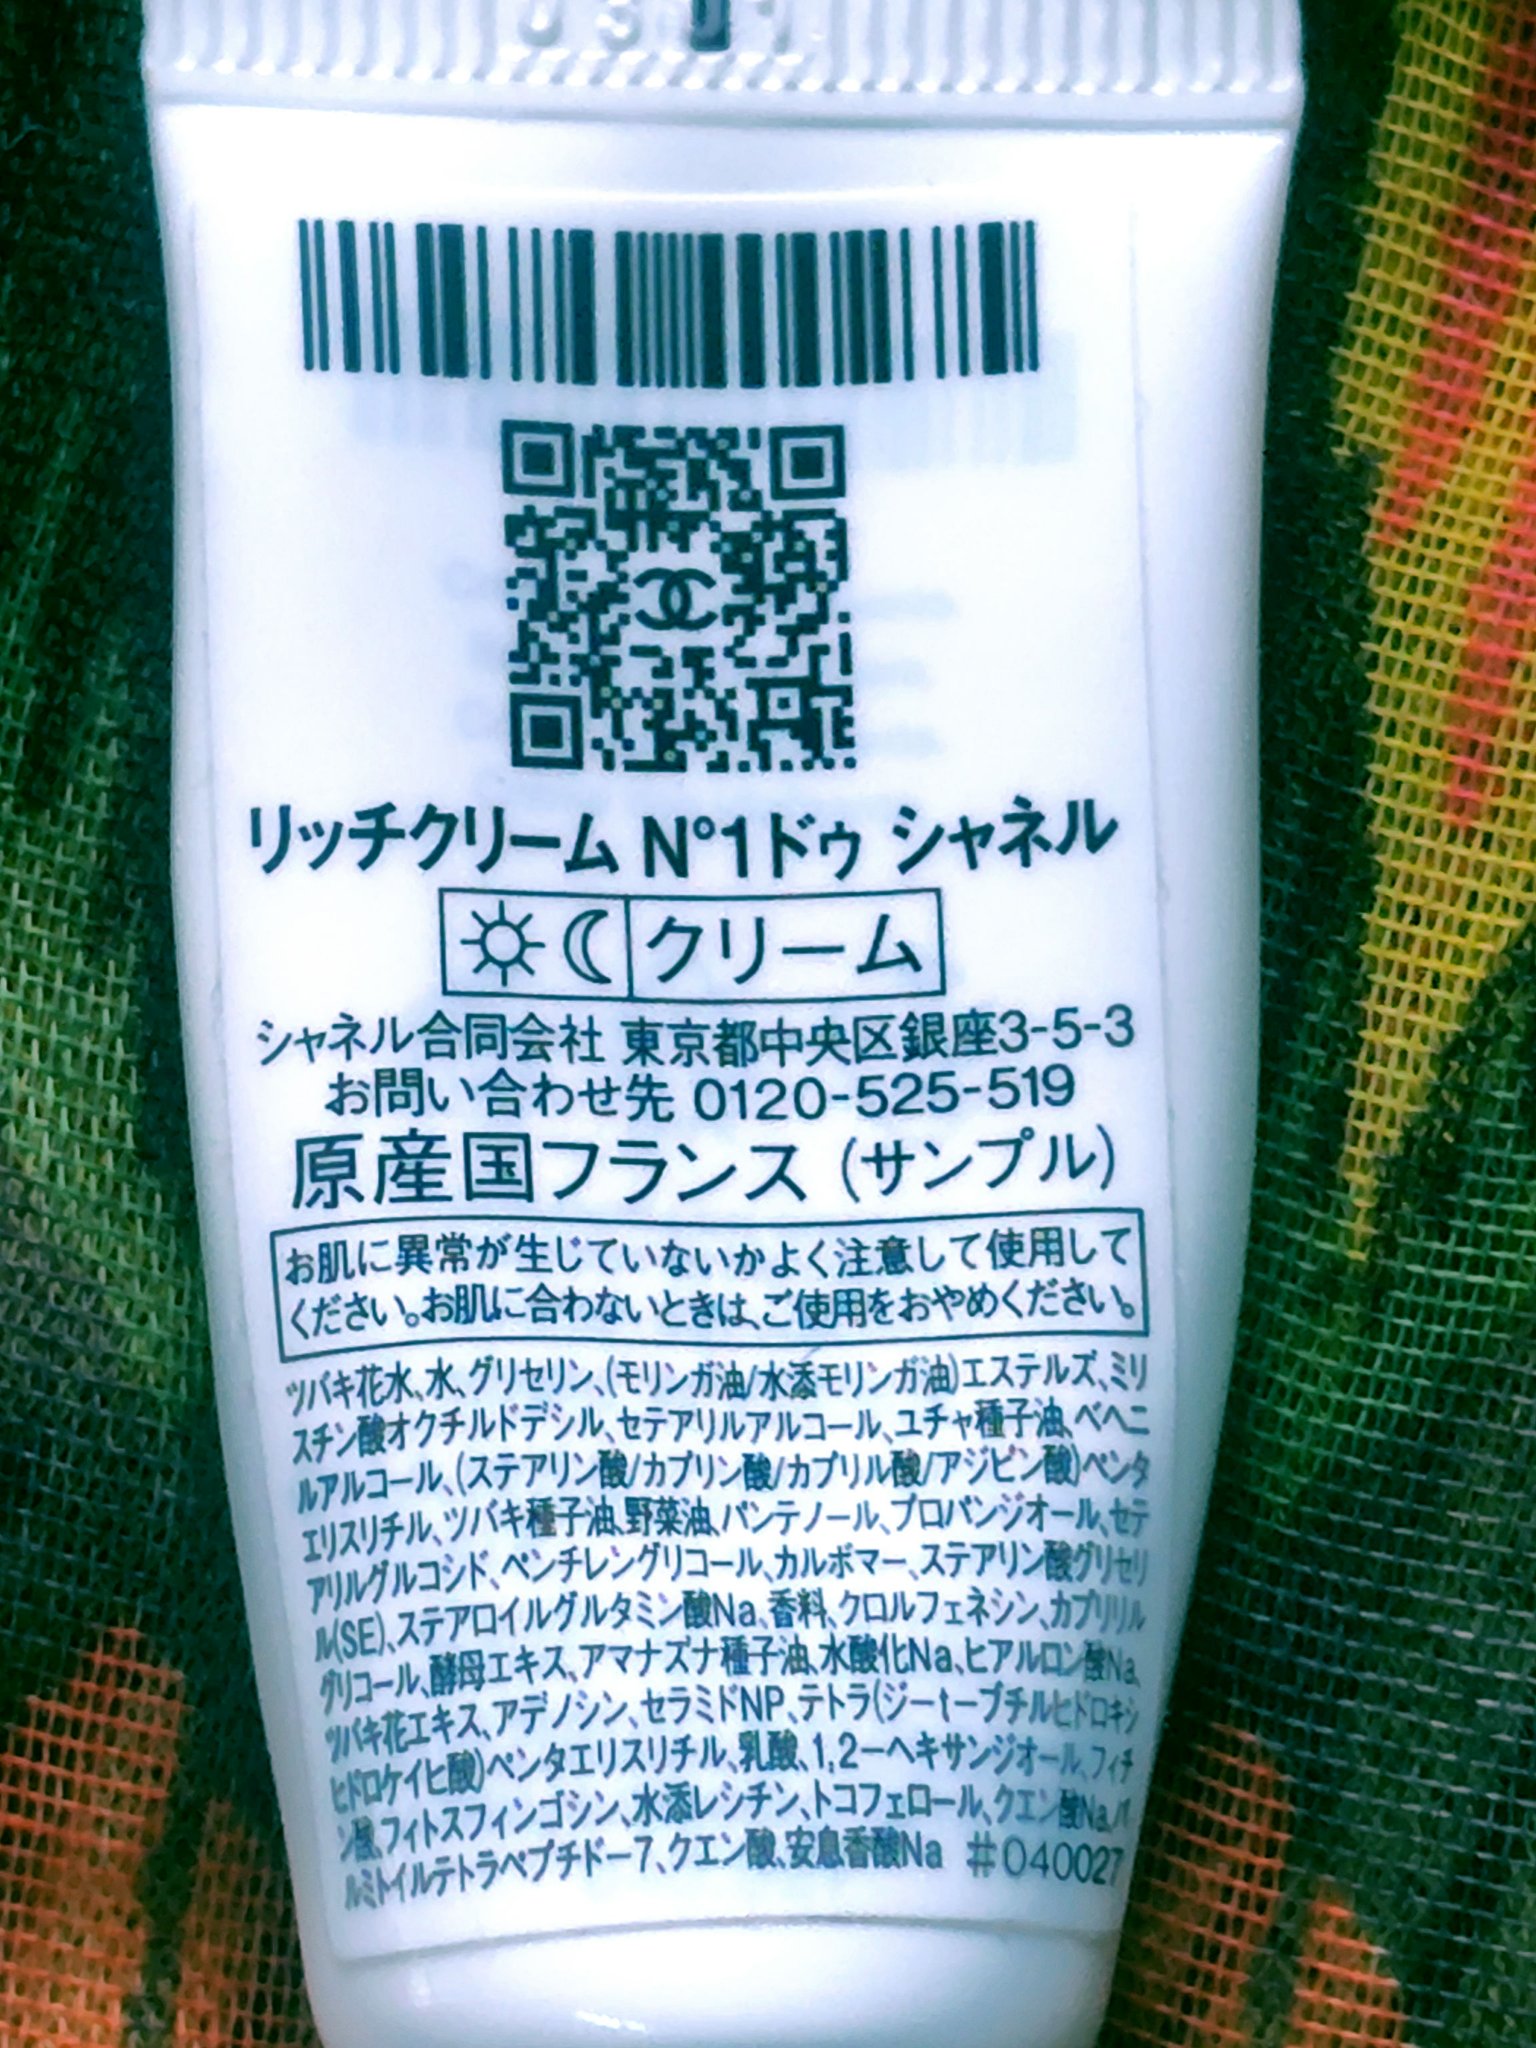 リッチクリーム N°1 ドゥ シャネル
クリーム
シャネル合同会社 東京都中央区銀座3-5-3
お問い合わせ先 0120-525-519
原産国フランス (サンプル)
お肌に異常が生じていないかよく注意して使用して
ください。お肌に合わないときは、ご使用をおやめください。
ツバキ花水、水、グリセリン、(モリンガ油/水添モリンガ油)エステルズ、ミリ
スチン酸オクチルドデシル、セテアリルアルコール、ユチャ種子油、ベヘニ
ルアルコール、(ステアリン酸/カプリン酸/カプリル酸/アジピン酸)ペンタ
エリスリチル、ツバキ種子油、野菜油、パンテノール、プロパンジオール、セテ
アリルグルコシド、ペンチレングリコール、カルボマー、ステアリン酸グリセリ
ル(SE)、ステアロイルグルタミン酸Na、香料、クロルフェネシン、カプリリル
グリコール、酵母エキス、アマナズナ種子油、水酸化Na、ヒアルロン酸Na、
ツバキ花エキス、アデノシン、セラミドNP、テトラ(ジーtーブチルヒドロキシ
ヒドロケイヒ酸)ペンタエリスリチル、乳酸、1,2ーヘキサンジオール、フィチ
ン酸、フィトスフィンゴシン、水添レシチン、トコフェロール、クエン酸Na、パ
ルミトイルテトラペプチドー7、クエン酸、安息香酸Na #040027